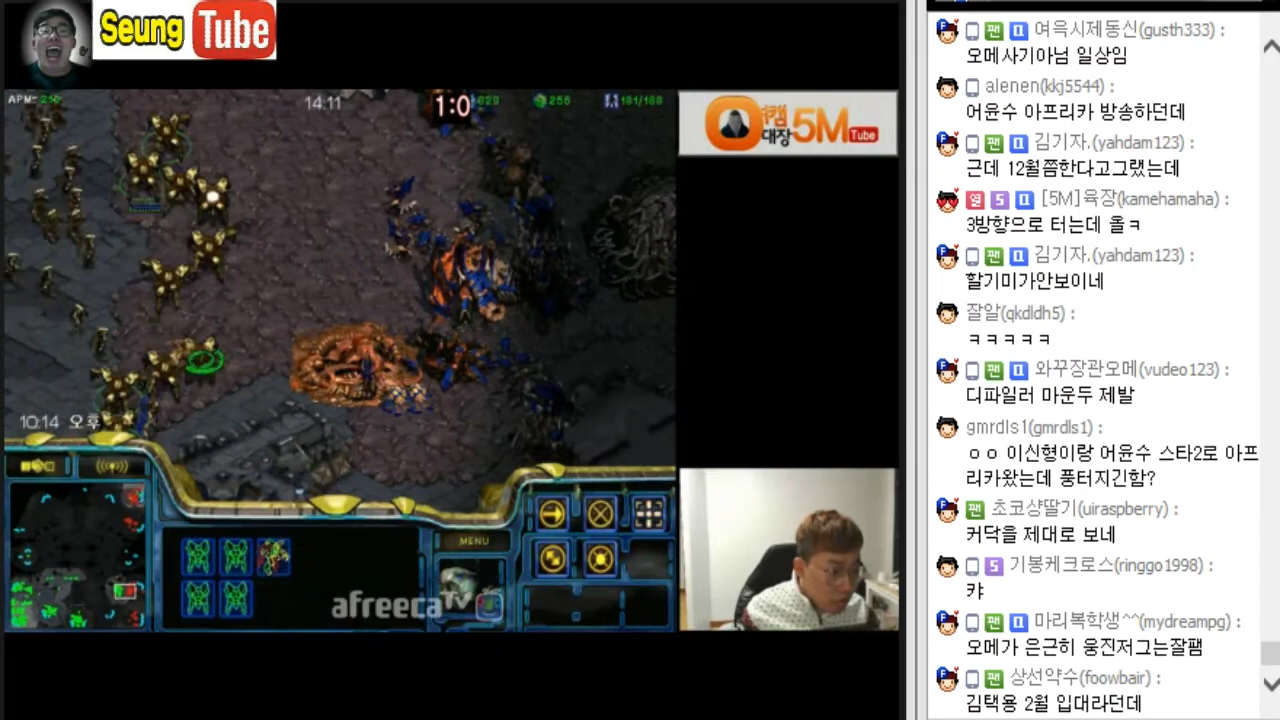 Seung Tube
APM- 210
14.11
1:0
256
181/188
대장 5M Tube
10:14 오후
MENU
afreecaTV
여윽시제동신(gusth333) :
오메사기아님 일상임
alenen(kkj5544) :
어윤수 아프리카 방송하던데
팬 김기자.(yahdam123) :
근데 12월쯤한다고그랬는데
열 S [5M]육장(kamehamaha) :
3방향으로 터는데 올ㅋ
팬 김기자.(yahdam123) :
할기미가안보이네
잘알(qkdldh5) :
ㅋㅋㅋㅋㅋ
팬 와꾸장관오메(vudeo123) :
디파일러 마운두 제발
gmrdls1(gmrdls1) :
ㅇㅇ 이신형이랑 어윤수 스타2로 아프
리카왔는데 풍터지긴함?
팬 초코샹딸기(uiraspberry) :
커닥을 제대로 보네
S 기봉케크로스(ringgo1998) :
캬
팬 마리복학생^^(mydreampg) :
오메가 은근히 웅진저그는잘팸
팬 상선약수(foowbair) :
김택용 2월 입대라던데